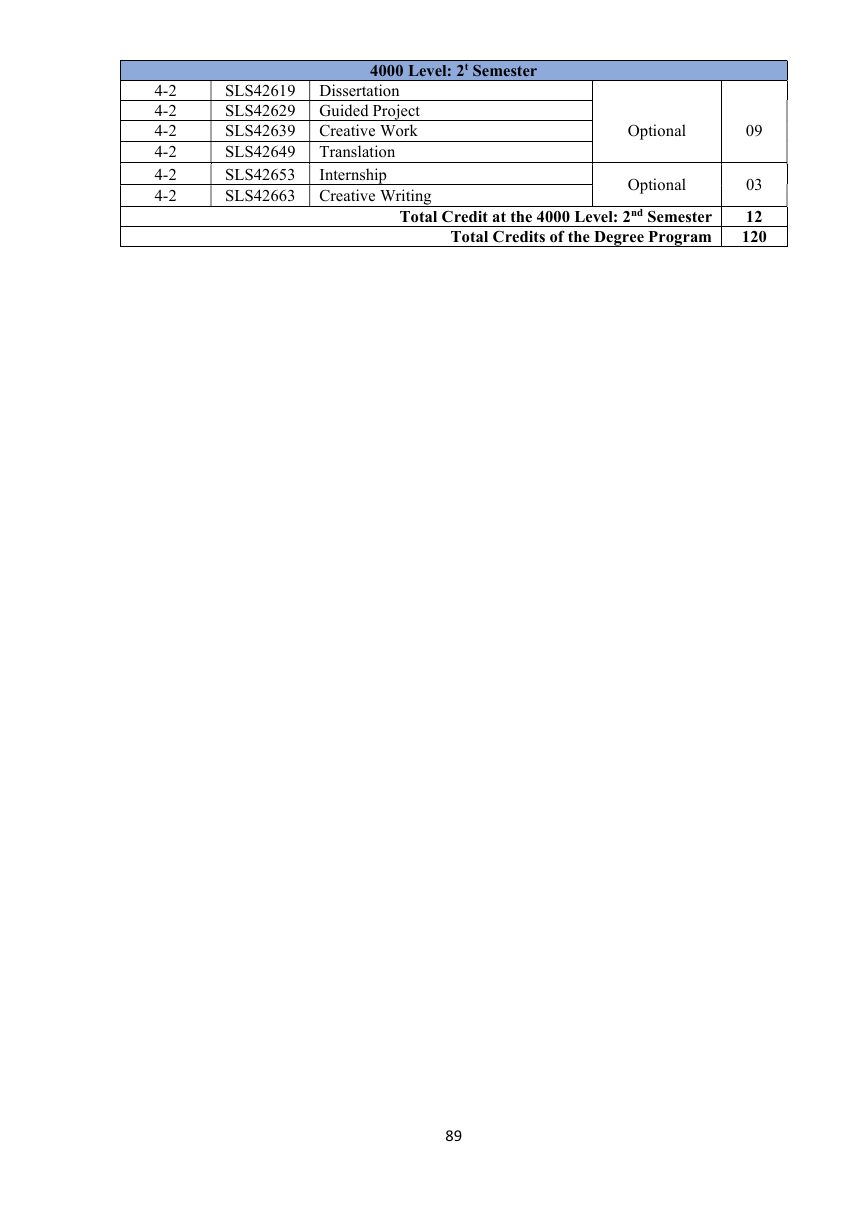 4000 Level: 2t Semester
4-2 SLS42619 Dissertation
4-2 SLS42629 Guided Project
4-2 SLS42639 Creative Work Optional 09
4-2 SLS42649 Translation
4-2 SLS42653 Internship
Optional 03
4-2 SLS42663 Creative Writing
Total Credit at the 4000 Level: 2nd Semester 12
Total Credits of the Degree Program 120
89